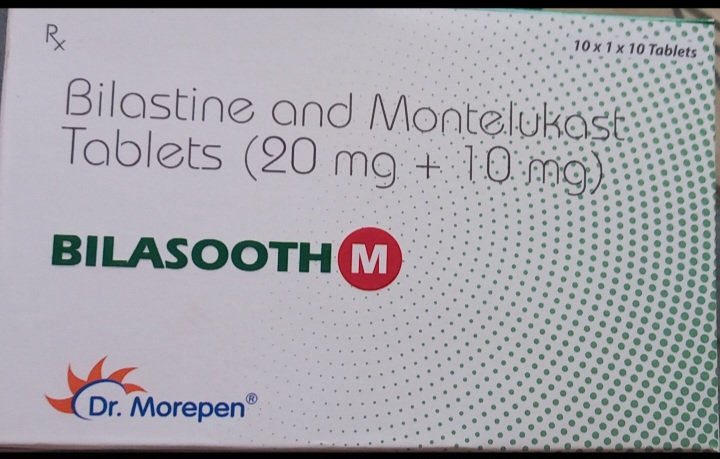 Rx
10 x 1 x 10 Tablets
Bilastine and Montelukast
Tablets (20 mg + 10 mg)
BILASOOTH M
Dr. Morepen®